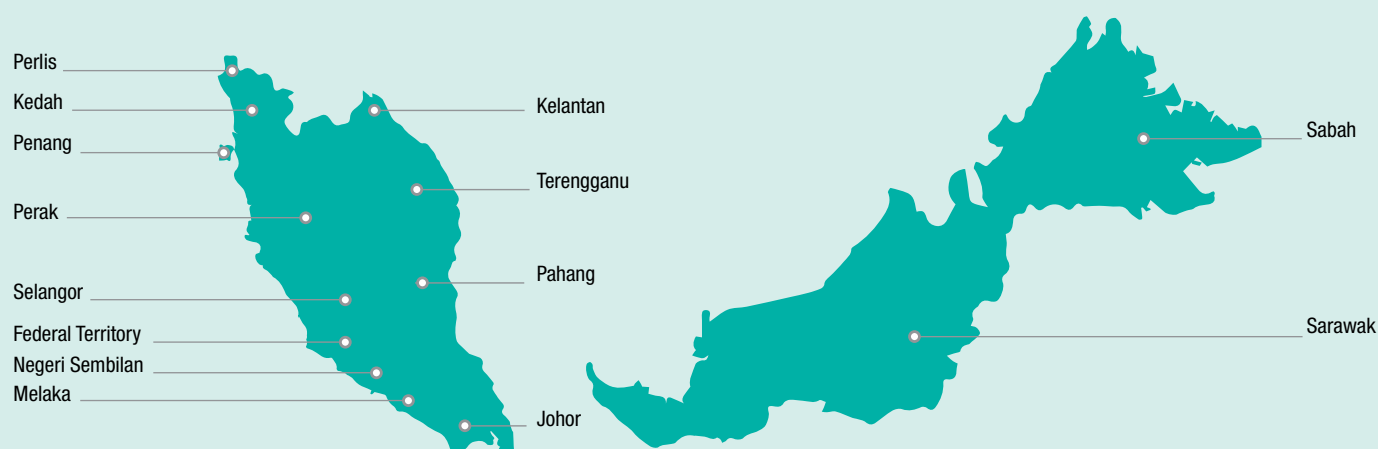 Perlis
Kedah
Penang
Perak
Selangor
Federal Territory
Negeri Sembilan
Melaka
Kelantan
Terengganu
Pahang
Johor
Sabah
Sarawak